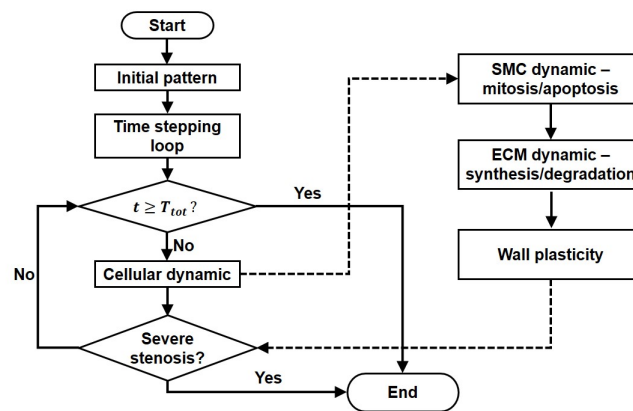 Start
Initial pattern
Time stepping
loop
t ≥ T_tot?
Yes
No
Cellular dynamic
No
Severe
stenosis?
Yes
End
SMC dynamic –
mitosis/apoptosis
ECM dynamic –
synthesis/degradation
Wall plasticity